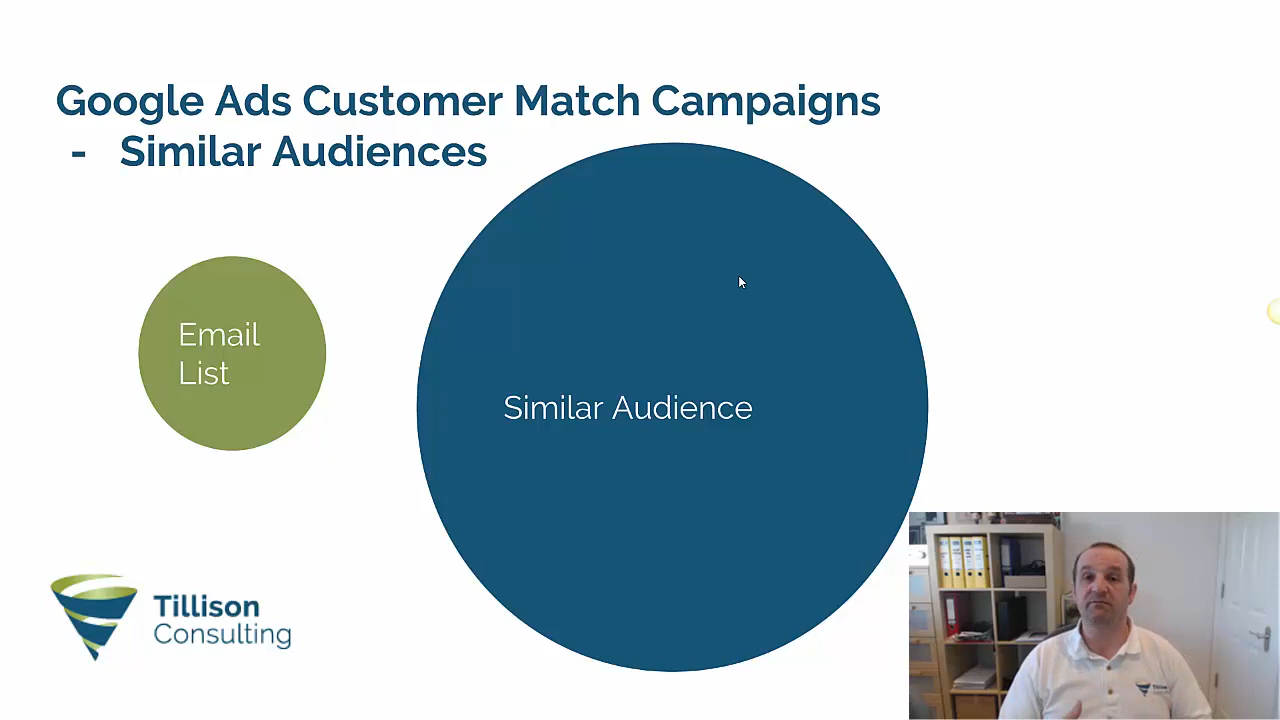 Google Ads Customer Match Campaigns
- Similar Audiences
Email
List
Similar Audience
Tillison
Consulting